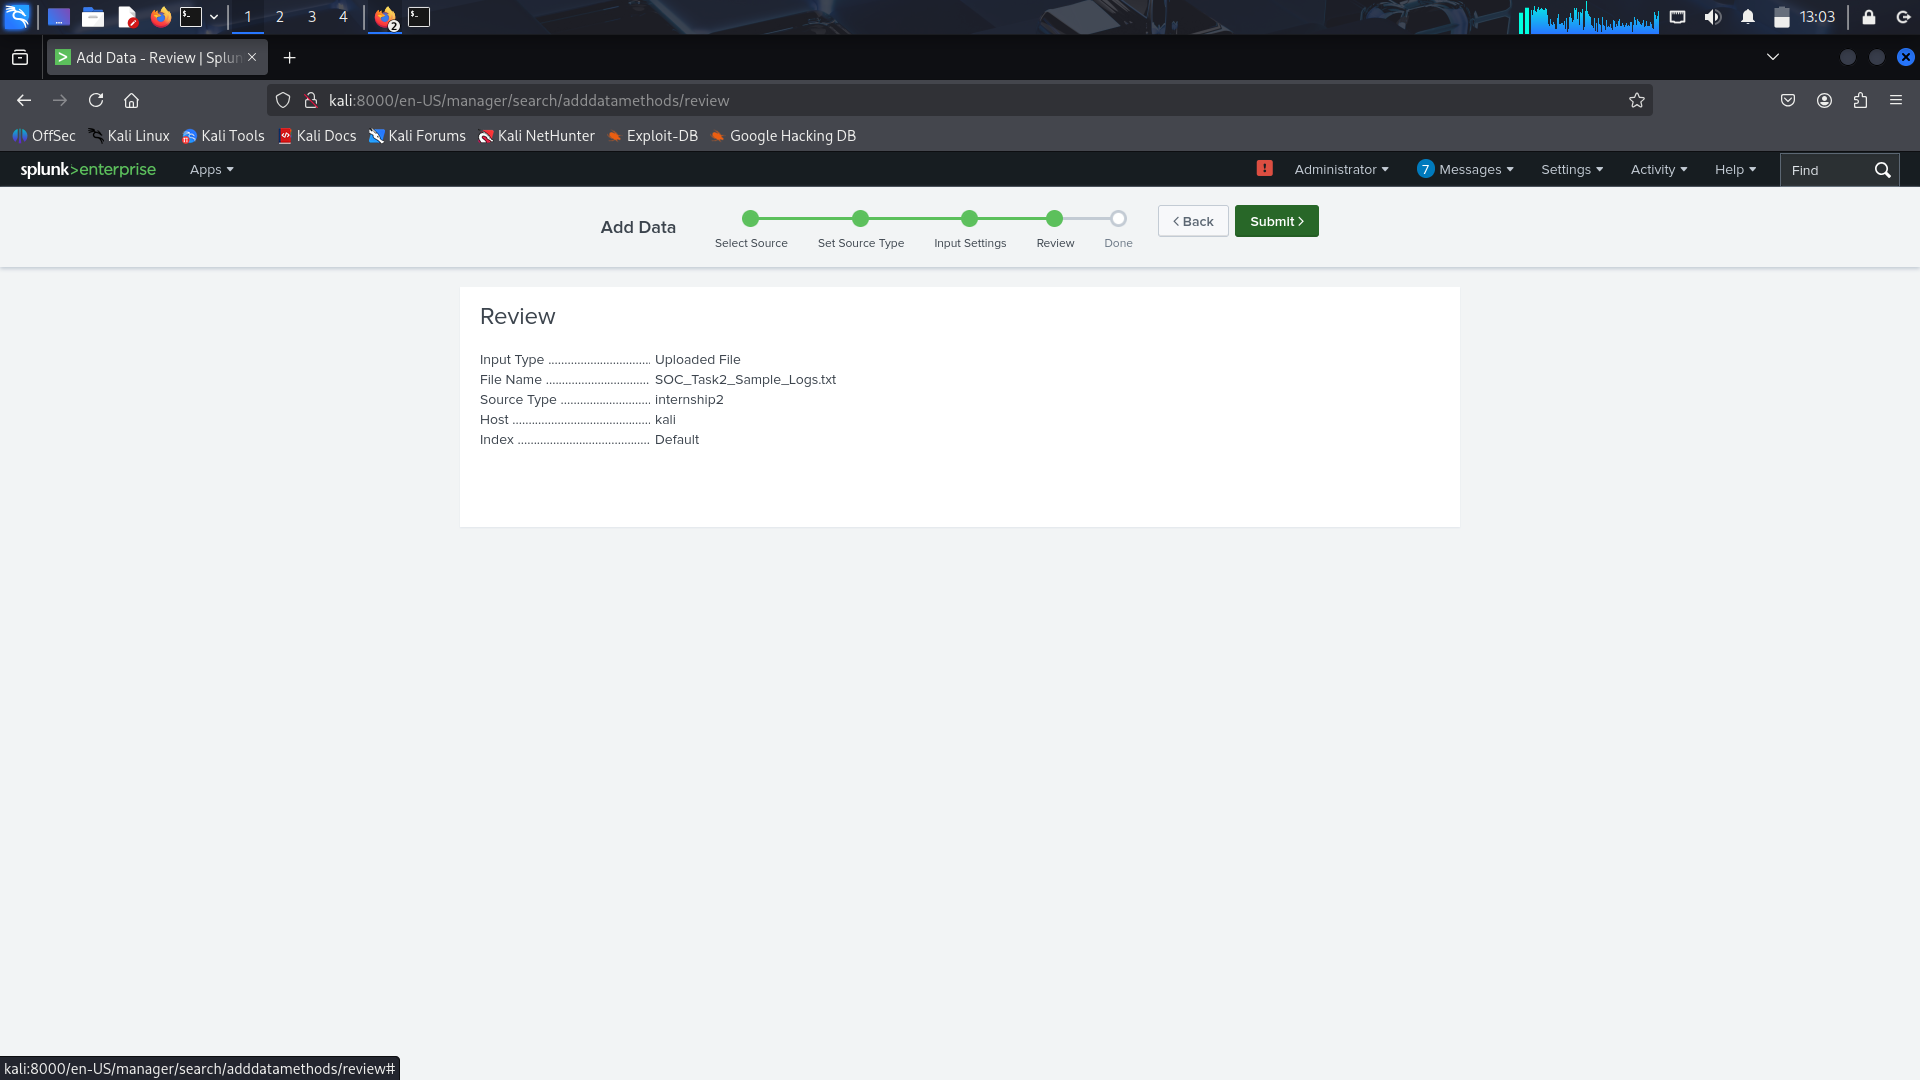 1 2 3 4 2 13:03
Add Data - Review | Splun
kali:8000/en-US/manager/search/adddatamethods/review
OffSec Kali Linux Kali Tools Kali Docs Kali Forums Kali NetHunter Exploit-DB Google Hacking DB
splunk>enterprise Apps ! Administrator 7 Messages Settings Activity Help Find
Add Data Select Source Set Source Type Input Settings Review Done < Back Submit >
Review
Input Type ................................ Uploaded File
File Name ................................ SOC_Task2_Sample_Logs.txt
Source Type ............................ internship2
Host ........................................... kali
Index ......................................... Default
kali:8000/en-US/manager/search/adddatamethods/review#